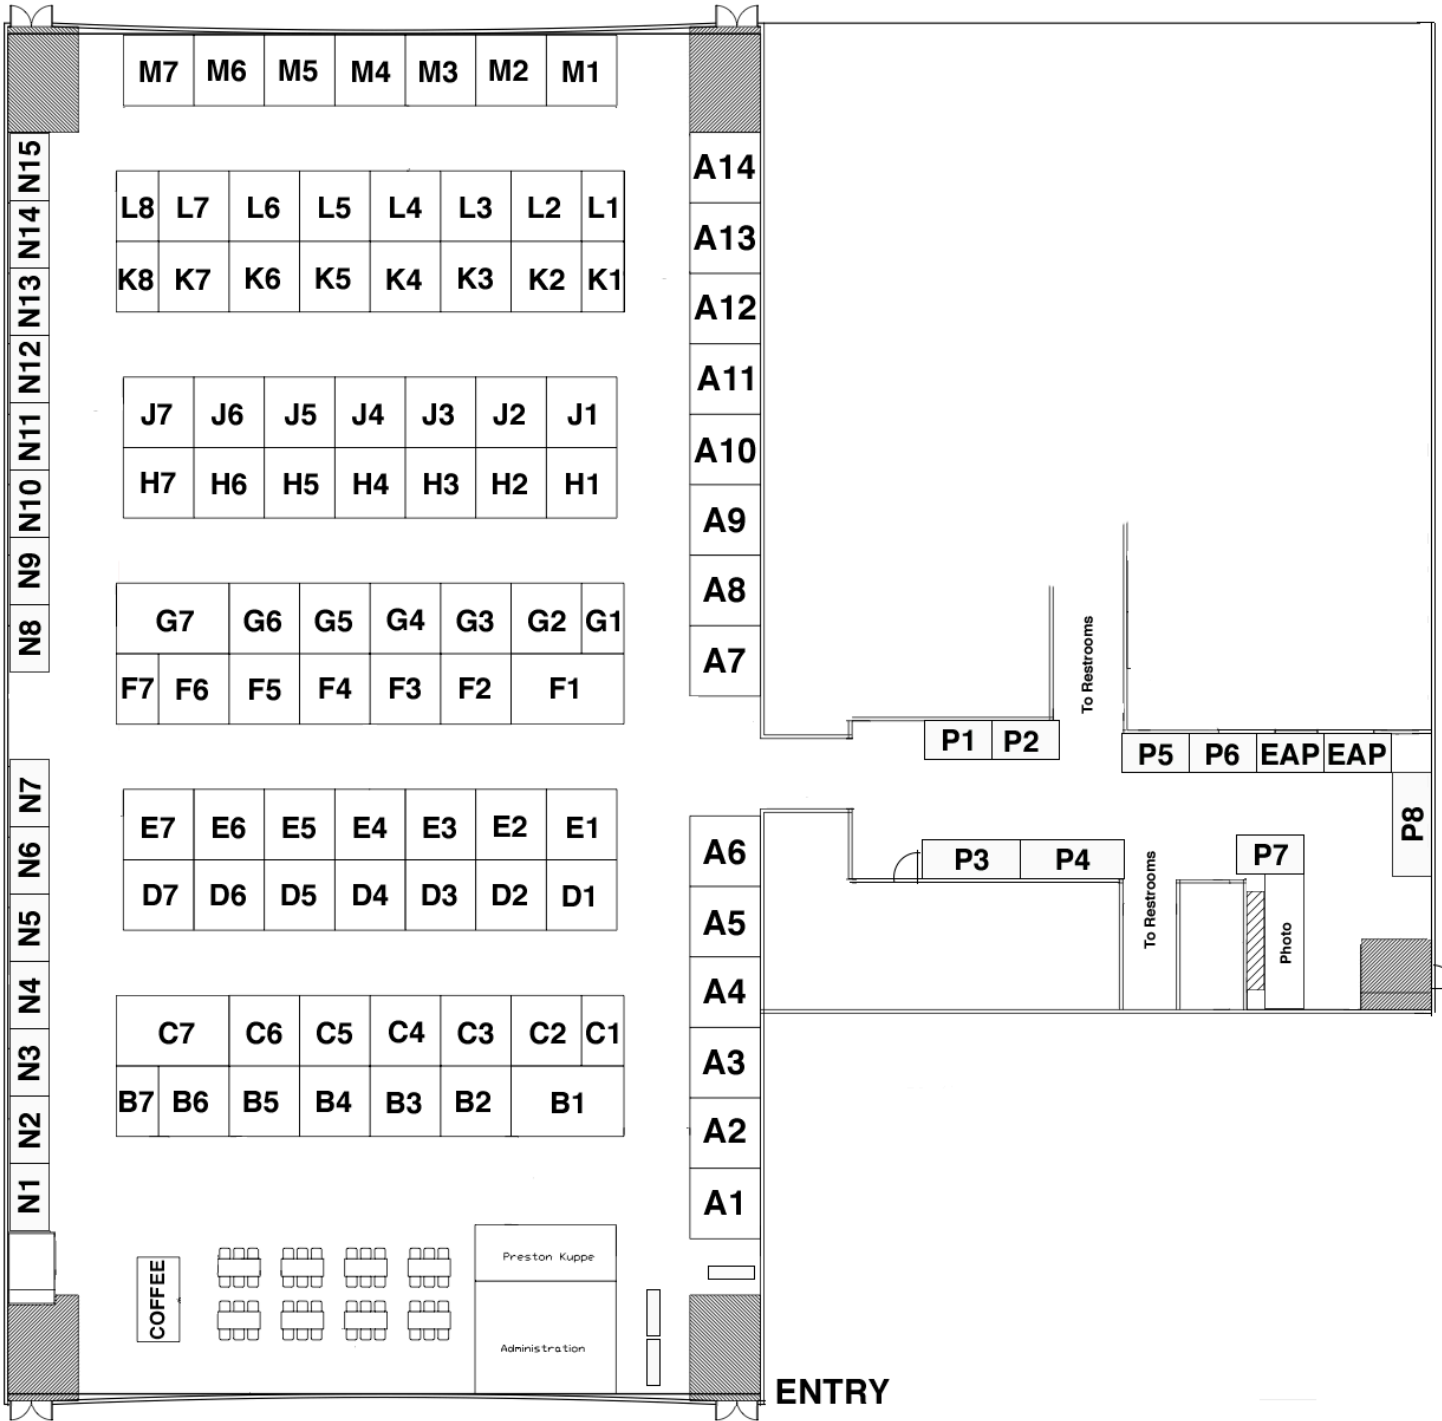 M7 M6 M5 M4 M3 M2 M1
N15
A14
L8 L7 L6 L5 L4 L3 L2 L1
N14
A13
K8 K7 K6 K5 K4 K3 K2 K1
N13
A12
N12
A11
J7 J6 J5 J4 J3 J2 J1
N11
A10
H7 H6 H5 H4 H3 H2 H1
N10
A9
N9
A8
G7 G6 G5 G4 G3 G2 G1
N8
A7
F7 F6 F5 F4 F3 F2 F1
To Restrooms
P1 P2
P5 P6 EAP EAP
N7
P8
E7 E6 E5 E4 E3 E2 E1
N6
A6
P3 P4
P7
D7 D6 D5 D4 D3 D2 D1
To Restrooms
N5
A5
Photo
N4
A4
C7 C6 C5 C4 C3 C2 C1
N3
A3
B7 B6 B5 B4 B3 B2 B1
N2
A2
N1
A1
Preston Kuppe
COFFEE
Administration
ENTRY